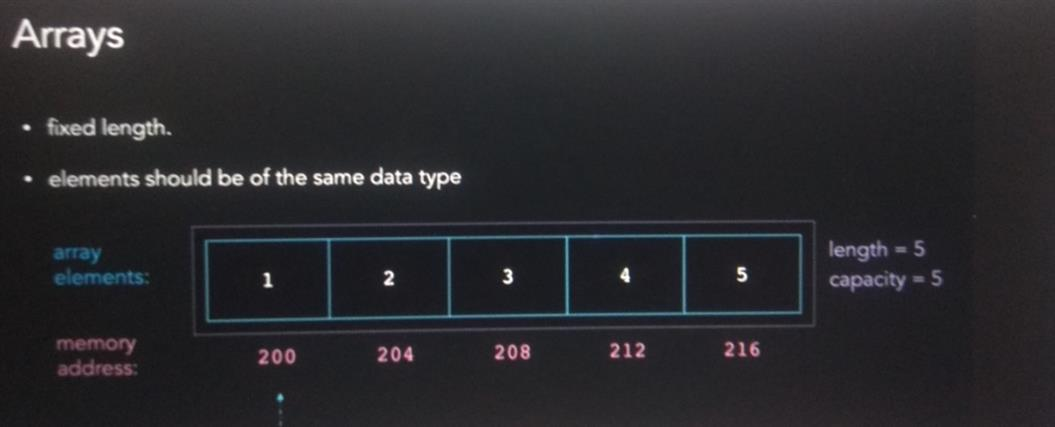 Arrays
• fixed length.
• elements should be of the same data type
array
elements:
1 2 3 4 5
length = 5
capacity = 5
memory
address:
200 204 208 212 216